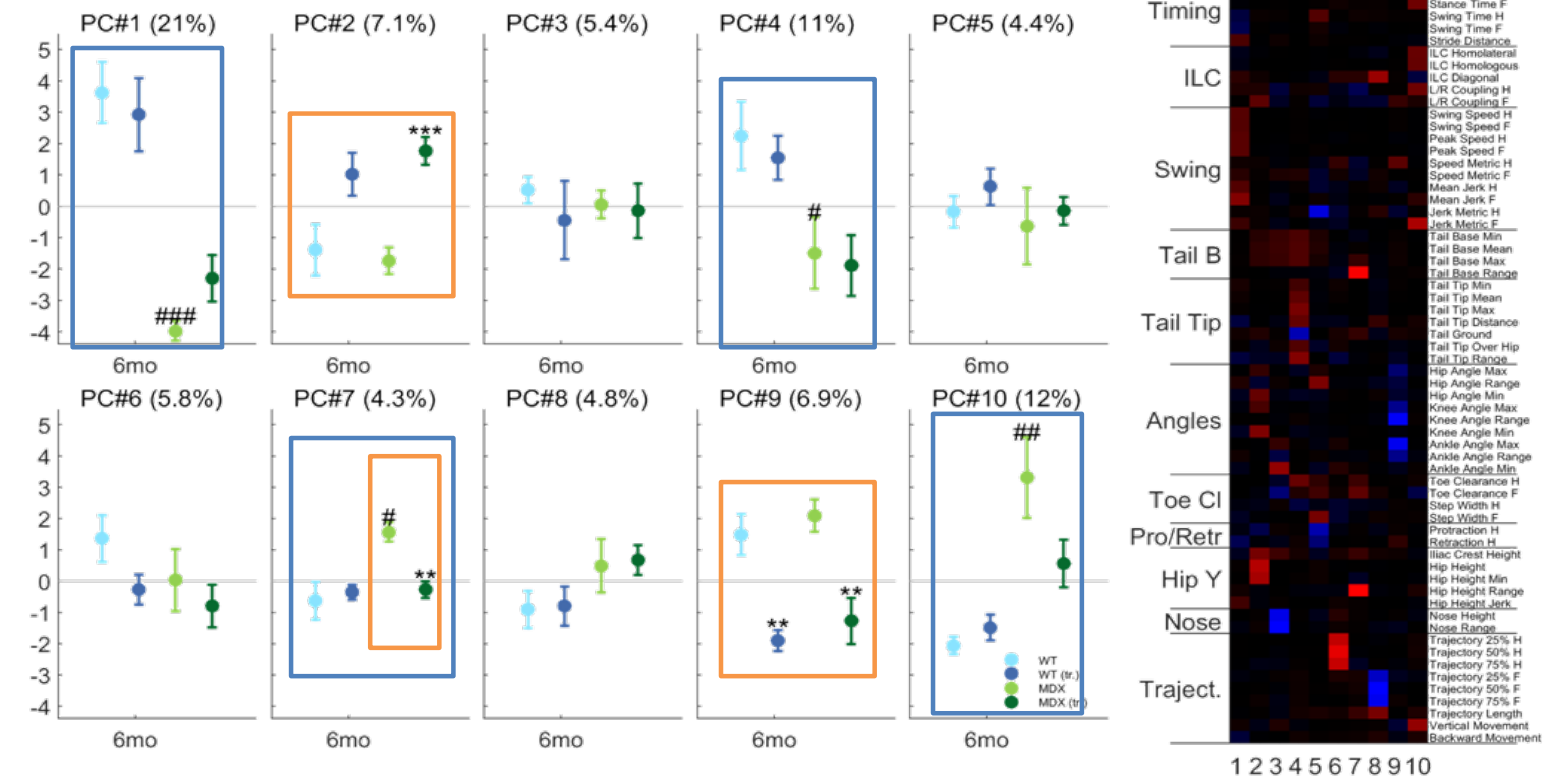 PC#1 (21%)
PC#2 (7.1%)
PC#3 (5.4%)
PC#4 (11%)
PC#5 (4.4%)
5
4
3
2
1
0
-1
-2
-3
-4
###
***
#
6mo
6mo
6mo
6mo
6mo
PC#6 (5.8%)
PC#7 (4.3%)
PC#8 (4.8%)
PC#9 (6.9%)
PC#10 (12%)
5
4
3
2
1
0
-1
-2
-3
-4
#
**
**
**
##
WT
WT (tr.)
MDX
MDX (tr.)
6mo
6mo
6mo
6mo
6mo
Timing
Stance Time F
Swing Time H
Swing Time F
Stride Distance
ILC
ILC Homolateral
ILC Homologous
ILC Diagonal
L/R Coupling H
L/R Coupling F
Swing
Swing Speed H
Swing Speed F
Peak Speed H
Peak Speed F
Speed Metric H
Speed Metric F
Mean Jerk H
Mean Jerk F
Jerk Metric H
Jerk Metric F
Tail B
Tail Base Min
Tail Base Mean
Tail Base Max
Tail Base Range
Tail Tip
Tail Tip Min
Tail Tip Mean
Tail Tip Max
Tail Tip Distance
Tail Ground
Tail Tip Over Hip
Tail Tip Range
Angles
Hip Angle Max
Hip Angle Range
Hip Angle Min
Knee Angle Max
Knee Angle Range
Knee Angle Min
Ankle Angle Max
Ankle Angle Range
Ankle Angle Min
Toe Cl
Toe Clearance H
Toe Clearance F
Step Width H
Step Width F
Pro/Retr
Protraction H
Retraction H
Hip Y
Iliac Crest Height
Hip Height
Hip Height Min
Hip Height Range
Hip Height Jerk
Nose
Nose Height
Nose Range
Traject.
Trajectory 25% H
Trajectory 50% H
Trajectory 75% H
Trajectory 25% F
Trajectory 50% F
Trajectory 75% F
Trajectory Length
Vertical Movement
Backward Movement
1 2 3 4 5 6 7 8 9 10